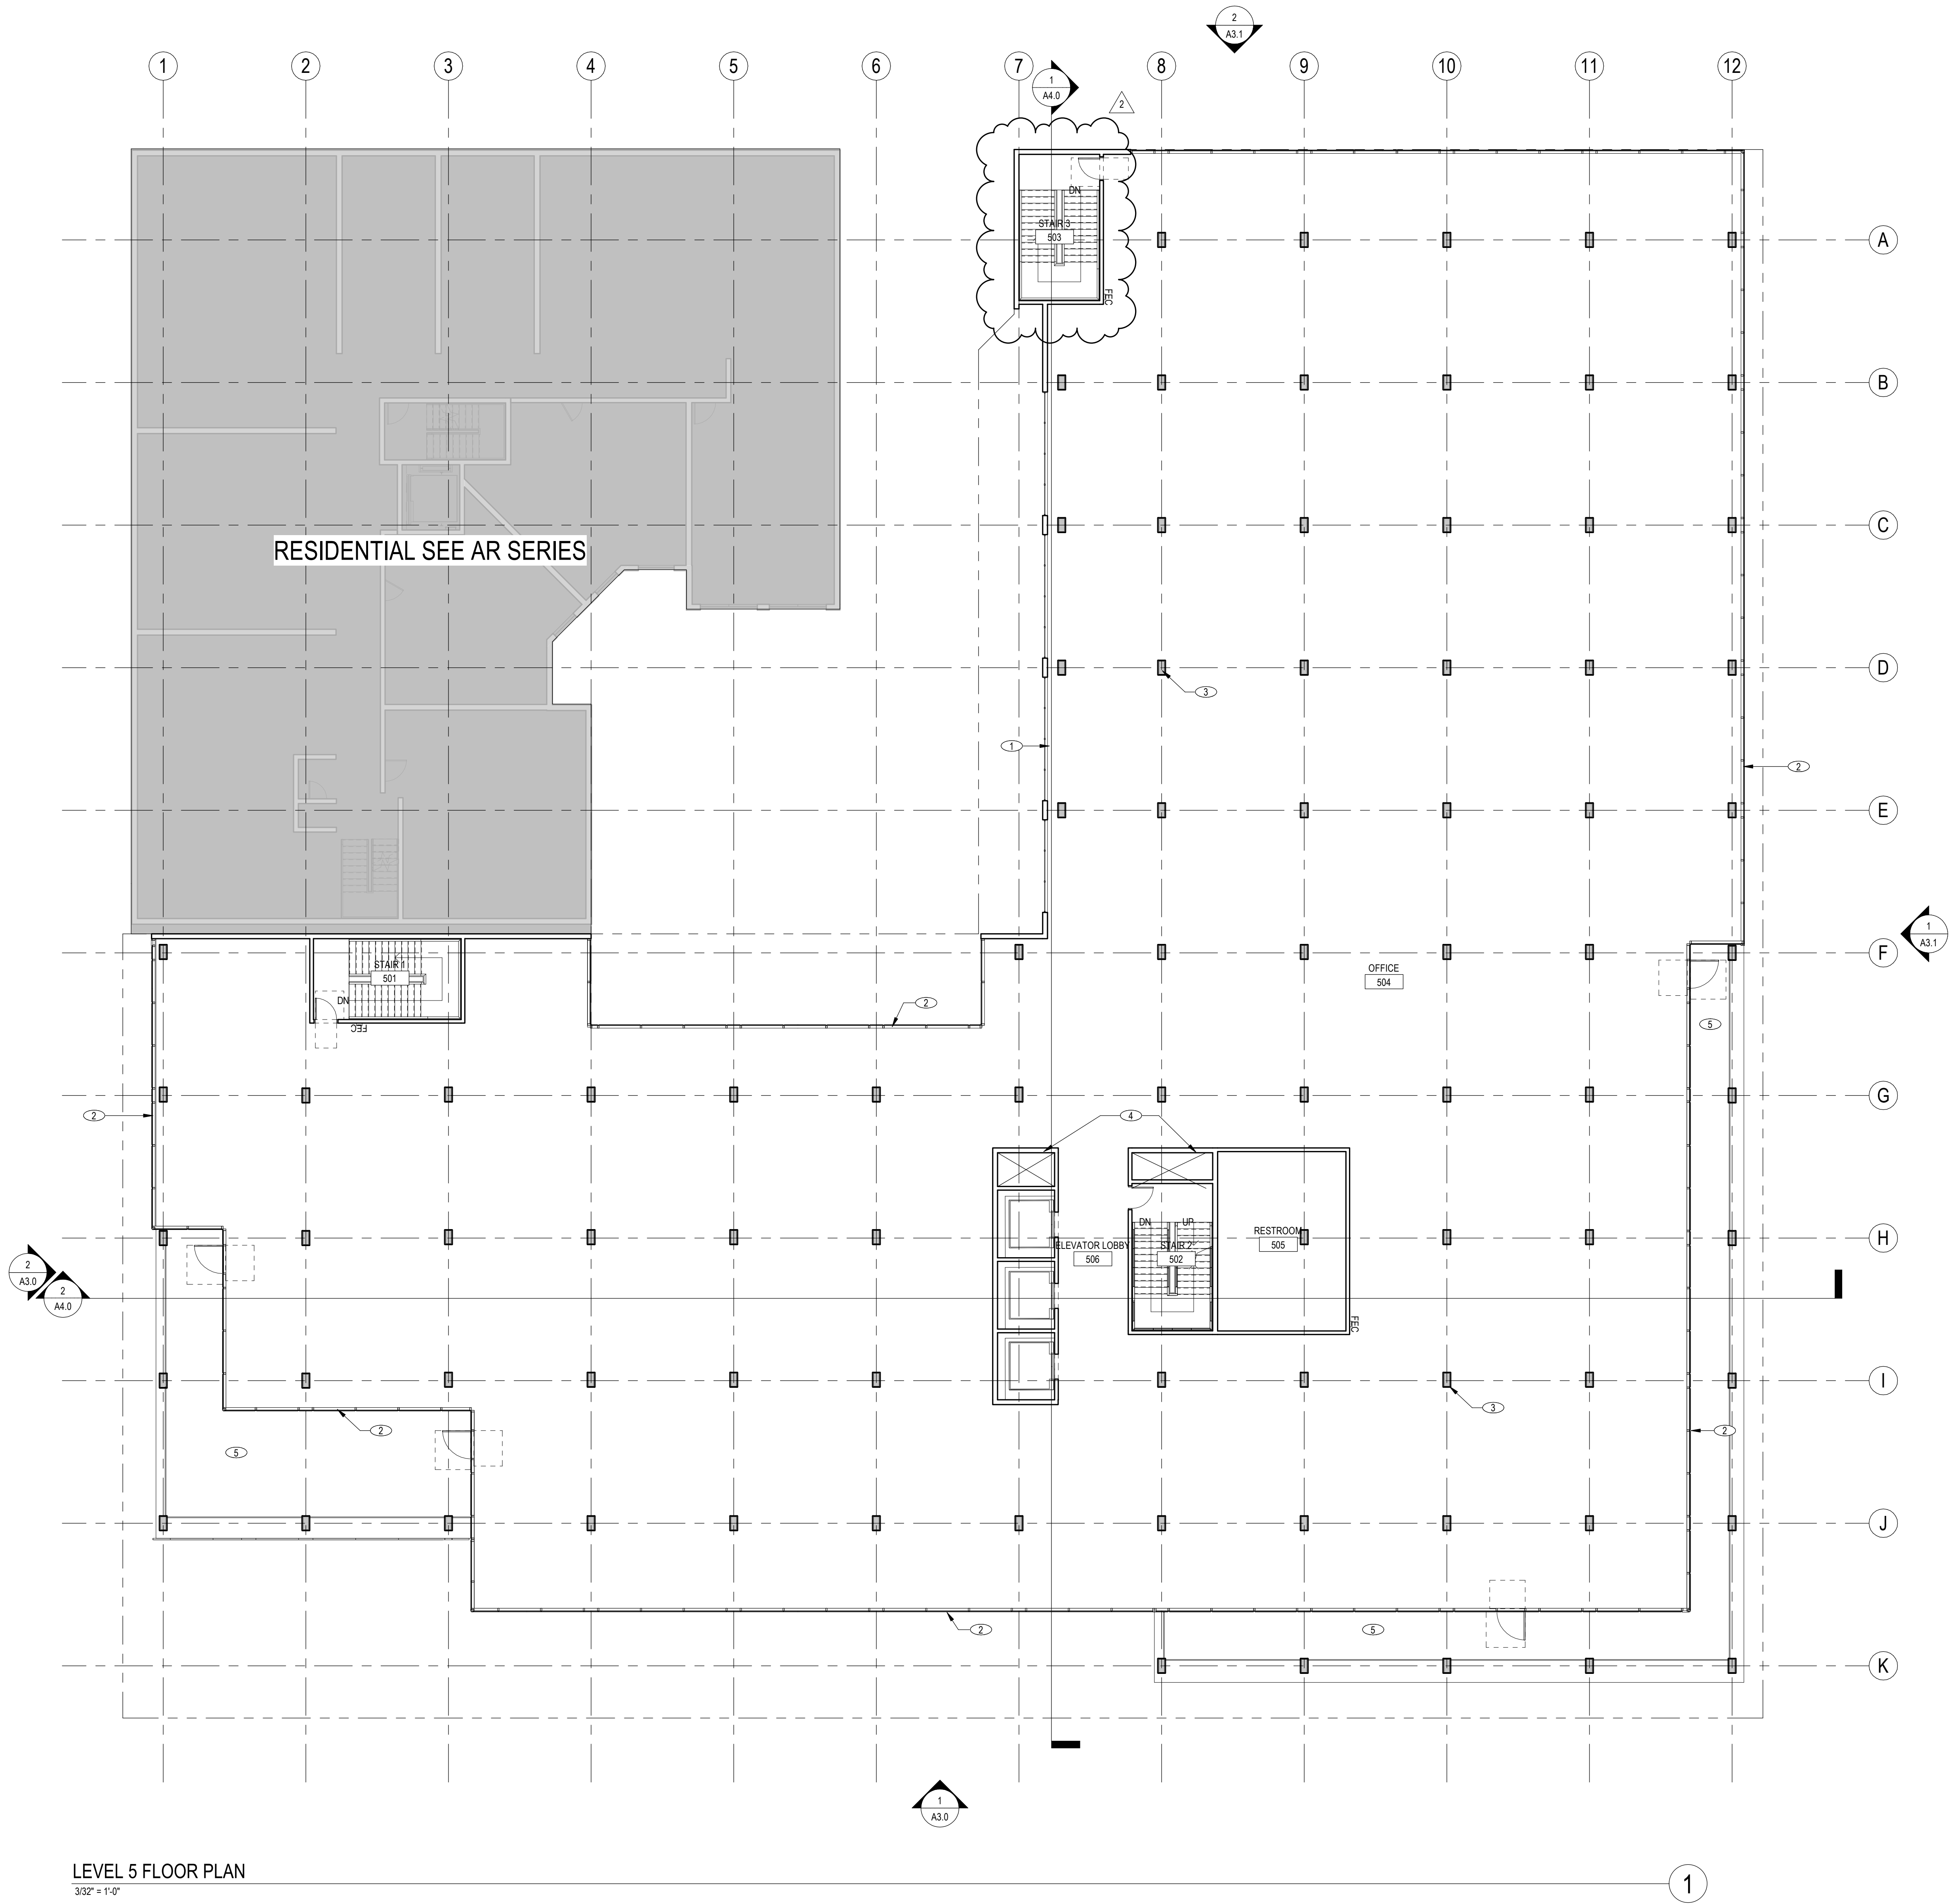 2
A3.1
1
2
3
4
5
6
7
8
9
10
11
12
1
A4.0
2
DN
STAIR 3
503
A
FEC
B
C
RESIDENTIAL SEE AR SERIES
D
3
1
2
E
1
A3.1
F
STAIR 1
501
OFFICE
504
DN
2
5
FEC
G
2
4
DN
UP
RESTROOM
505
H
ELEVATOR LOBBY
506
STAIR 2
502
2
A3.0
2
A4.0
FEC
I
3
2
2
5
J
2
5
K
1
A3.0
LEVEL 5 FLOOR PLAN
3/32" = 1'-0"
1